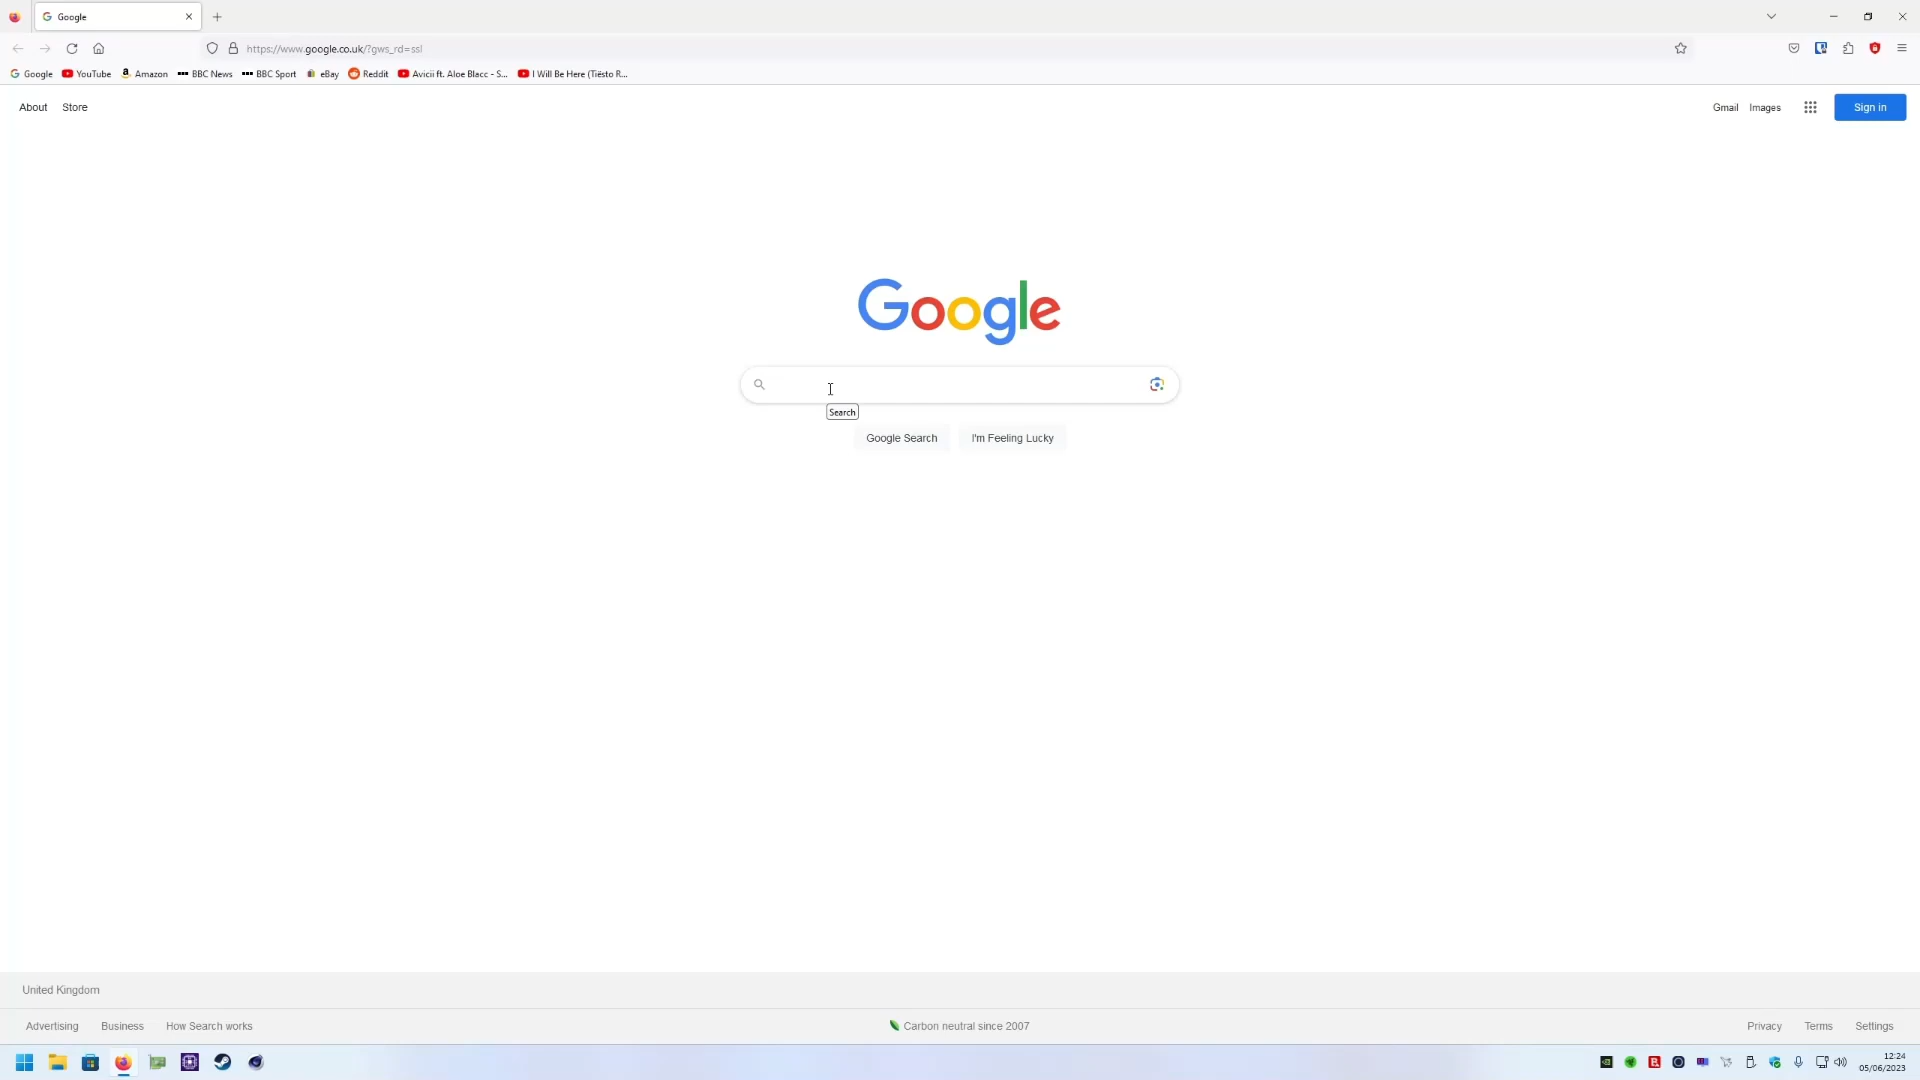 Google
https://www.google.co.uk/?gws_rd=ssl
Google YouTube Amazon BBC News BBC Sport eBay Reddit Avicii ft. Aloe Blacc - S... I Will Be Here (Tiësto R...
About Store
Gmail Images Sign in
Google
Search
Google Search I'm Feeling Lucky
United Kingdom
Advertising Business How Search works Carbon neutral since 2007 Privacy Terms Settings
12:24
05/06/2023